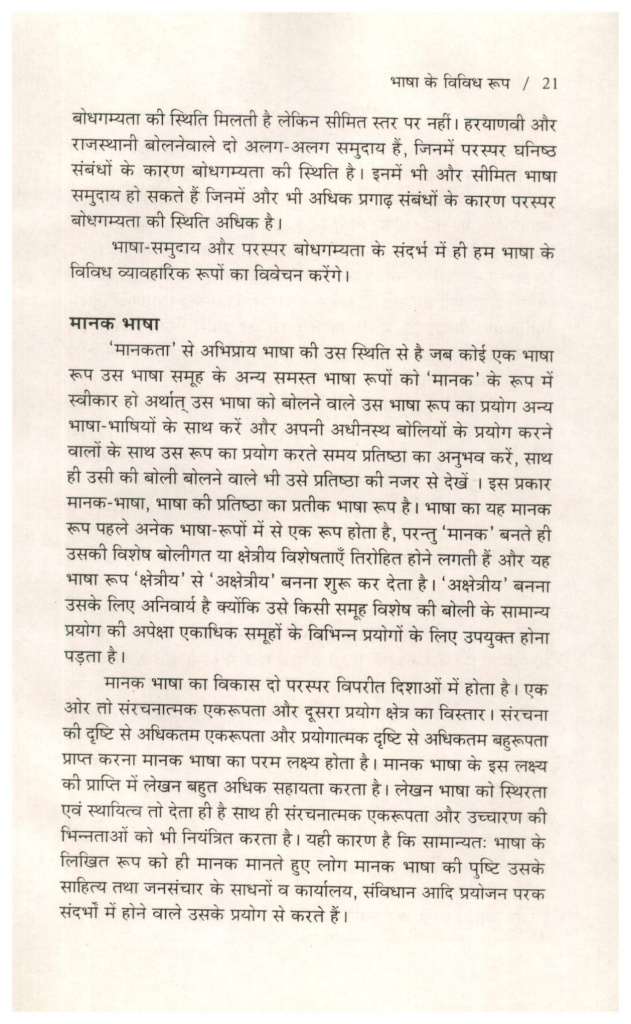 भाषा के विविध रूप / 21
बोधगम्यता की स्थिति मिलती है लेकिन सीमित स्तर पर नहीं। हरयाणवी और
राजस्थानी बोलनेवाले दो अलग-अलग समुदाय हैं, जिनमें परस्पर घनिष्ठ
संबंधों के कारण बोधगम्यता की स्थिति है। इनमें भी और सीमित भाषा
समुदाय हो सकते हैं जिनमें और भी अधिक प्रगाढ़ संबंधों के कारण परस्पर
बोधगम्यता की स्थिति अधिक है।
भाषा-समुदाय और परस्पर बोधगम्यता के संदर्भ में ही हम भाषा के
विविध व्यावहारिक रूपों का विवेचन करेंगे।
मानक भाषा
'मानकता' से अभिप्राय भाषा की उस स्थिति से है जब कोई एक भाषा
रूप उस भाषा समूह के अन्य समस्त भाषा रूपों को 'मानक' के रूप में
स्वीकार हो अर्थात् उस भाषा को बोलने वाले उस भाषा रूप का प्रयोग अन्य
भाषा-भाषियों के साथ करें और अपनी अधीनस्थ बोलियों के प्रयोग करने
वालों के साथ उस रूप का प्रयोग करते समय प्रतिष्ठा का अनुभव करें, साथ
ही उसी की बोली बोलने वाले भी उसे प्रतिष्ठा की नजर से देखें । इस प्रकार
मानक-भाषा, भाषा की प्रतिष्ठा का प्रतीक भाषा रूप है। भाषा का यह मानक
रूप पहले अनेक भाषा-रूपों में से एक रूप होता है, परन्तु 'मानक' बनते ही
उसकी विशेष बोलीगत या क्षेत्रीय विशेषताएँ तिरोहित होने लगती हैं और यह
भाषा रूप 'क्षेत्रीय' से 'अक्षेत्रीय' बनना शुरू कर देता है। 'अक्षेत्रीय' बनना
उसके लिए अनिवार्य है क्योंकि उसे किसी समूह विशेष की बोली के सामान्य
प्रयोग की अपेक्षा एकाधिक समूहों के विभिन्न प्रयोगों के लिए उपयुक्त होना
पड़ता है।
मानक भाषा का विकास दो परस्पर विपरीत दिशाओं में होता है। एक
ओर तो संरचनात्मक एकरूपता और दूसरा प्रयोग क्षेत्र का विस्तार। संरचना
की दृष्टि से अधिकतम एकरूपता और प्रयोगात्मक दृष्टि से अधिकतम बहुरूपता
प्राप्त करना मानक भाषा का परम लक्ष्य होता है। मानक भाषा के इस लक्ष्य
की प्राप्ति में लेखन बहुत अधिक सहायता करता है। लेखन भाषा को स्थिरता
एवं स्थायित्व तो देता ही है साथ ही संरचनात्मक एकरूपता और उच्चारण की
भिन्नताओं को भी नियंत्रित करता है। यही कारण है कि सामान्यतः भाषा के
लिखित रूप को ही मानक मानते हुए लोग मानक भाषा की पुष्टि उसके
साहित्य तथा जनसंचार के साधनों व कार्यालय, संविधान आदि प्रयोजन परक
संदर्भों में होने वाले उसके प्रयोग से करते हैं।